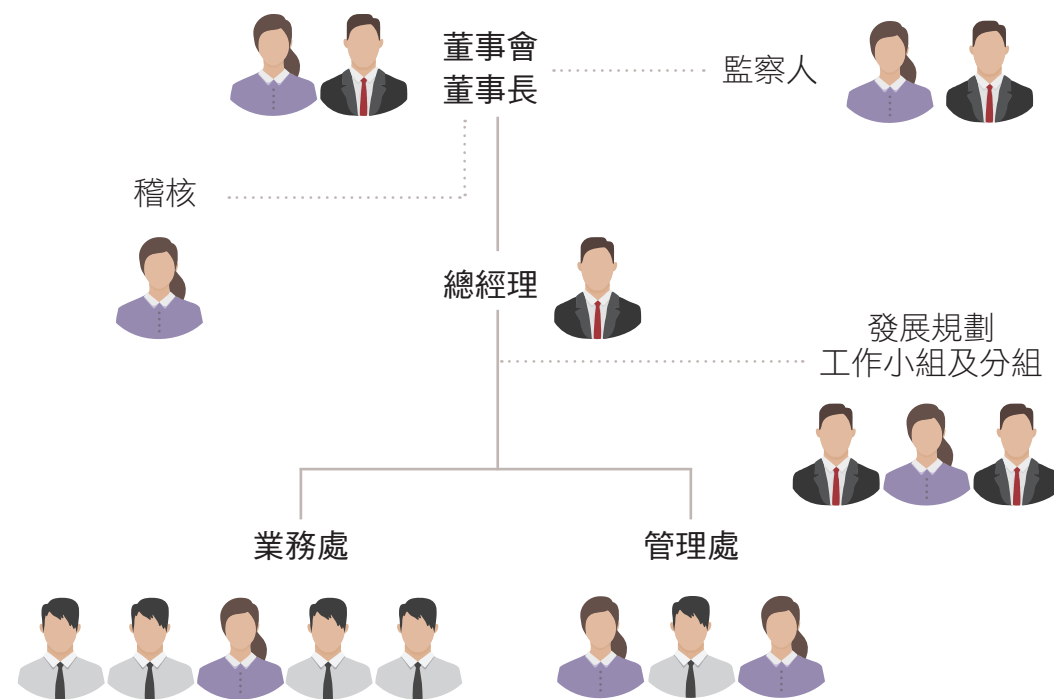 董事會
董事長
監察人
稽核
總經理
發展規劃
工作小組及分組
業務處
管理處